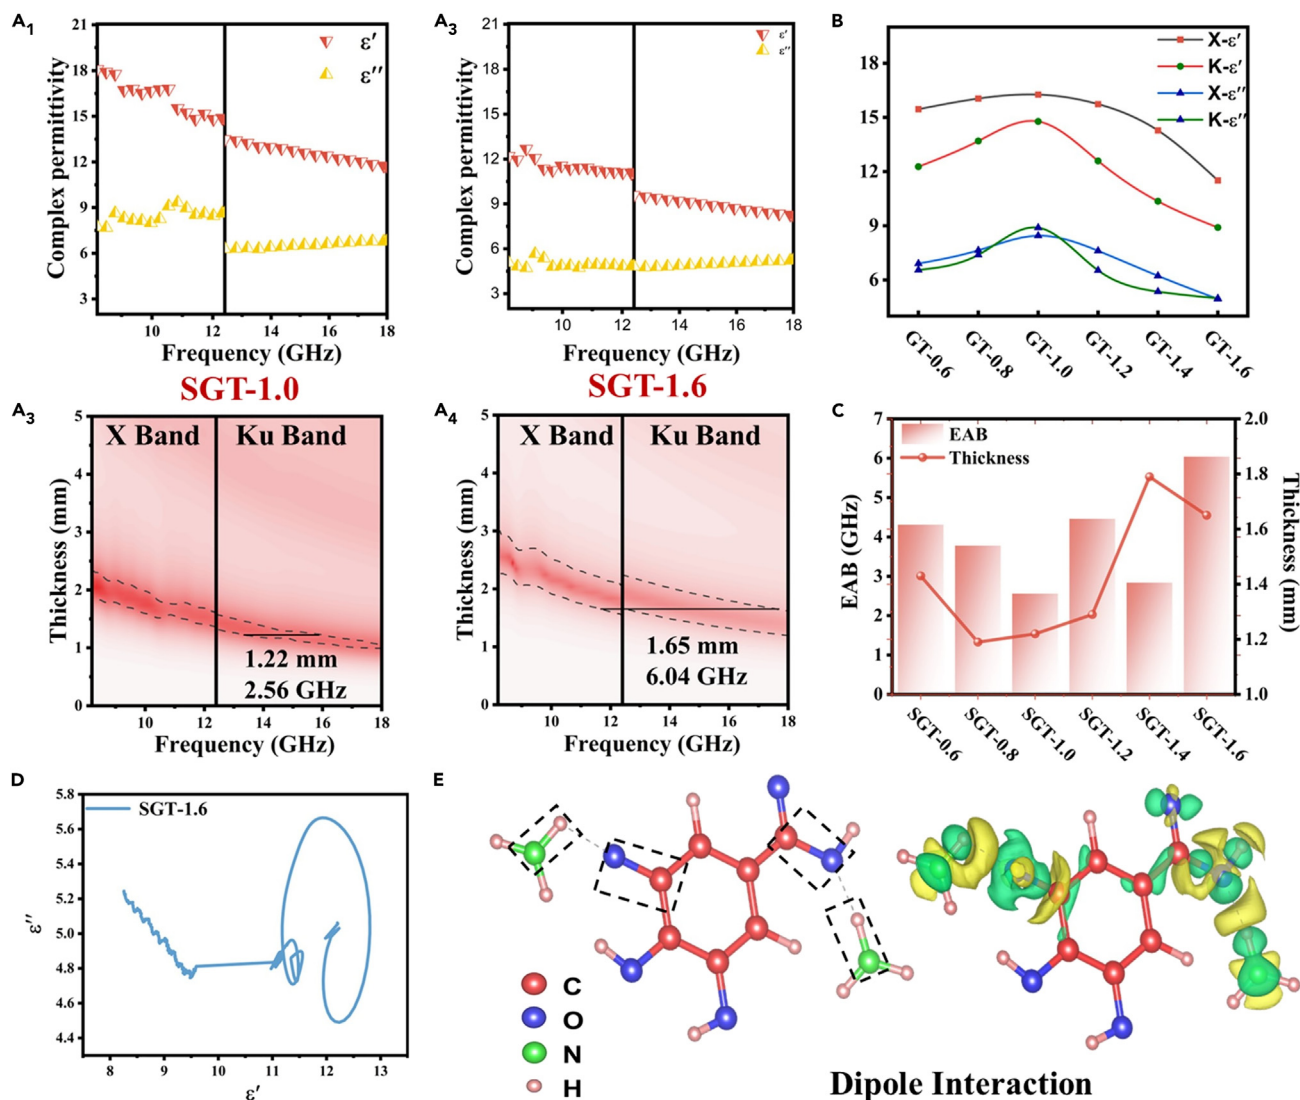 A1
21
18
15
12
9
6
3
ε′
ε″
Complex permittivity
10 12 14 16 18
Frequency (GHz)
SGT-1.0
A3
21
18
15
12
9
6
3
ε′
ε″
Complex permittivity
10 12 14 16 18
Frequency (GHz)
SGT-1.6
B
18
15
12
9
6
X-ε′
K-ε′
X-ε″
K-ε″
GT-0.6 GT-0.8 GT-1.0 GT-1.2 GT-1.4 GT-1.6
A3
5
4
3
2
1
0
X Band Ku Band
Thickness (mm)
1.22 mm
2.56 GHz
10 12 14 16 18
Frequency (GHz)
A4
5
4
3
2
1
0
X Band Ku Band
Thickness (mm)
1.65 mm
6.04 GHz
10 12 14 16 18
Frequency (GHz)
C
7
6
5
4
3
2
1
0
EAB (GHz)
EAB
Thickness
2.0
1.8
1.6
1.4
1.2
1.0
Thickness (mm)
SGT-0.6 SGT-0.8 SGT-1.0 SGT-1.2 SGT-1.4 SGT-1.6
D
5.8
5.6
5.4
5.2
5.0
4.8
4.6
4.4
SGT-1.6
ε″
8 9 10 11 12 13
ε′
E
C
O
N
H
Dipole Interaction